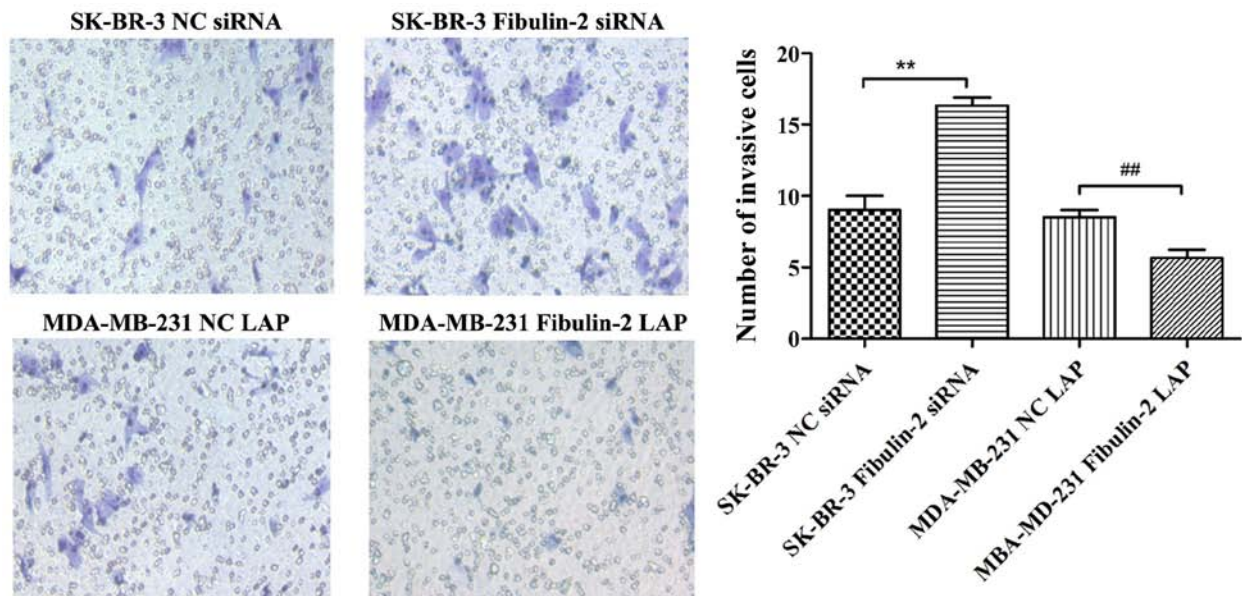 SK-BR-3 NC siRNA
SK-BR-3 Fibulin-2 siRNA
MDA-MB-231 NC LAP
MDA-MB-231 Fibulin-2 LAP
Number of invasive cells
20
15
10
5
0
**
##
SK-BR-3 NC siRNA
SK-BR-3 Fibulin-2 siRNA
MDA-MB-231 NC LAP
MBA-MD-231 Fibulin-2 LAP